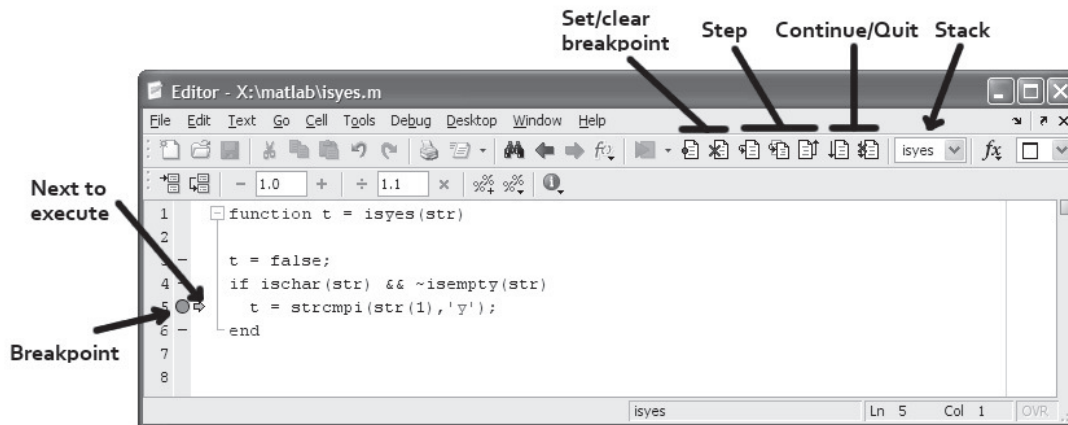 Set/clear
breakpoint
Step
Continue/Quit
Stack
Editor - X:\matlab\isyes.m
File Edit Text Go Cell Tools Debug Desktop Window Help
isyes
fx
- 1.0 + ÷ 1.1 ×
Next to
execute
1 function t = isyes(str)
2
3 - t = false;
4 - if ischar(str) && ~isempty(str)
5 t = strcmpi(str(1),'y');
6 - end
7
8
Breakpoint
isyes
Ln 5 Col 1 OVR